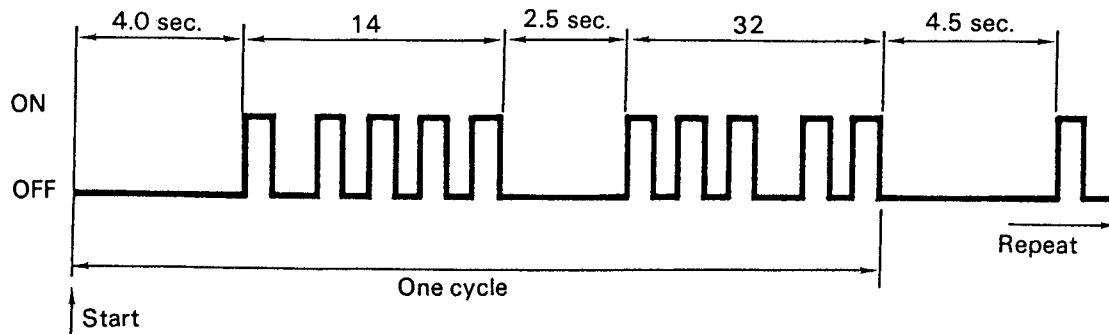 4.0 sec. 14 2.5 sec. 32 4.5 sec.
ON
OFF
Repeat
One cycle
Start